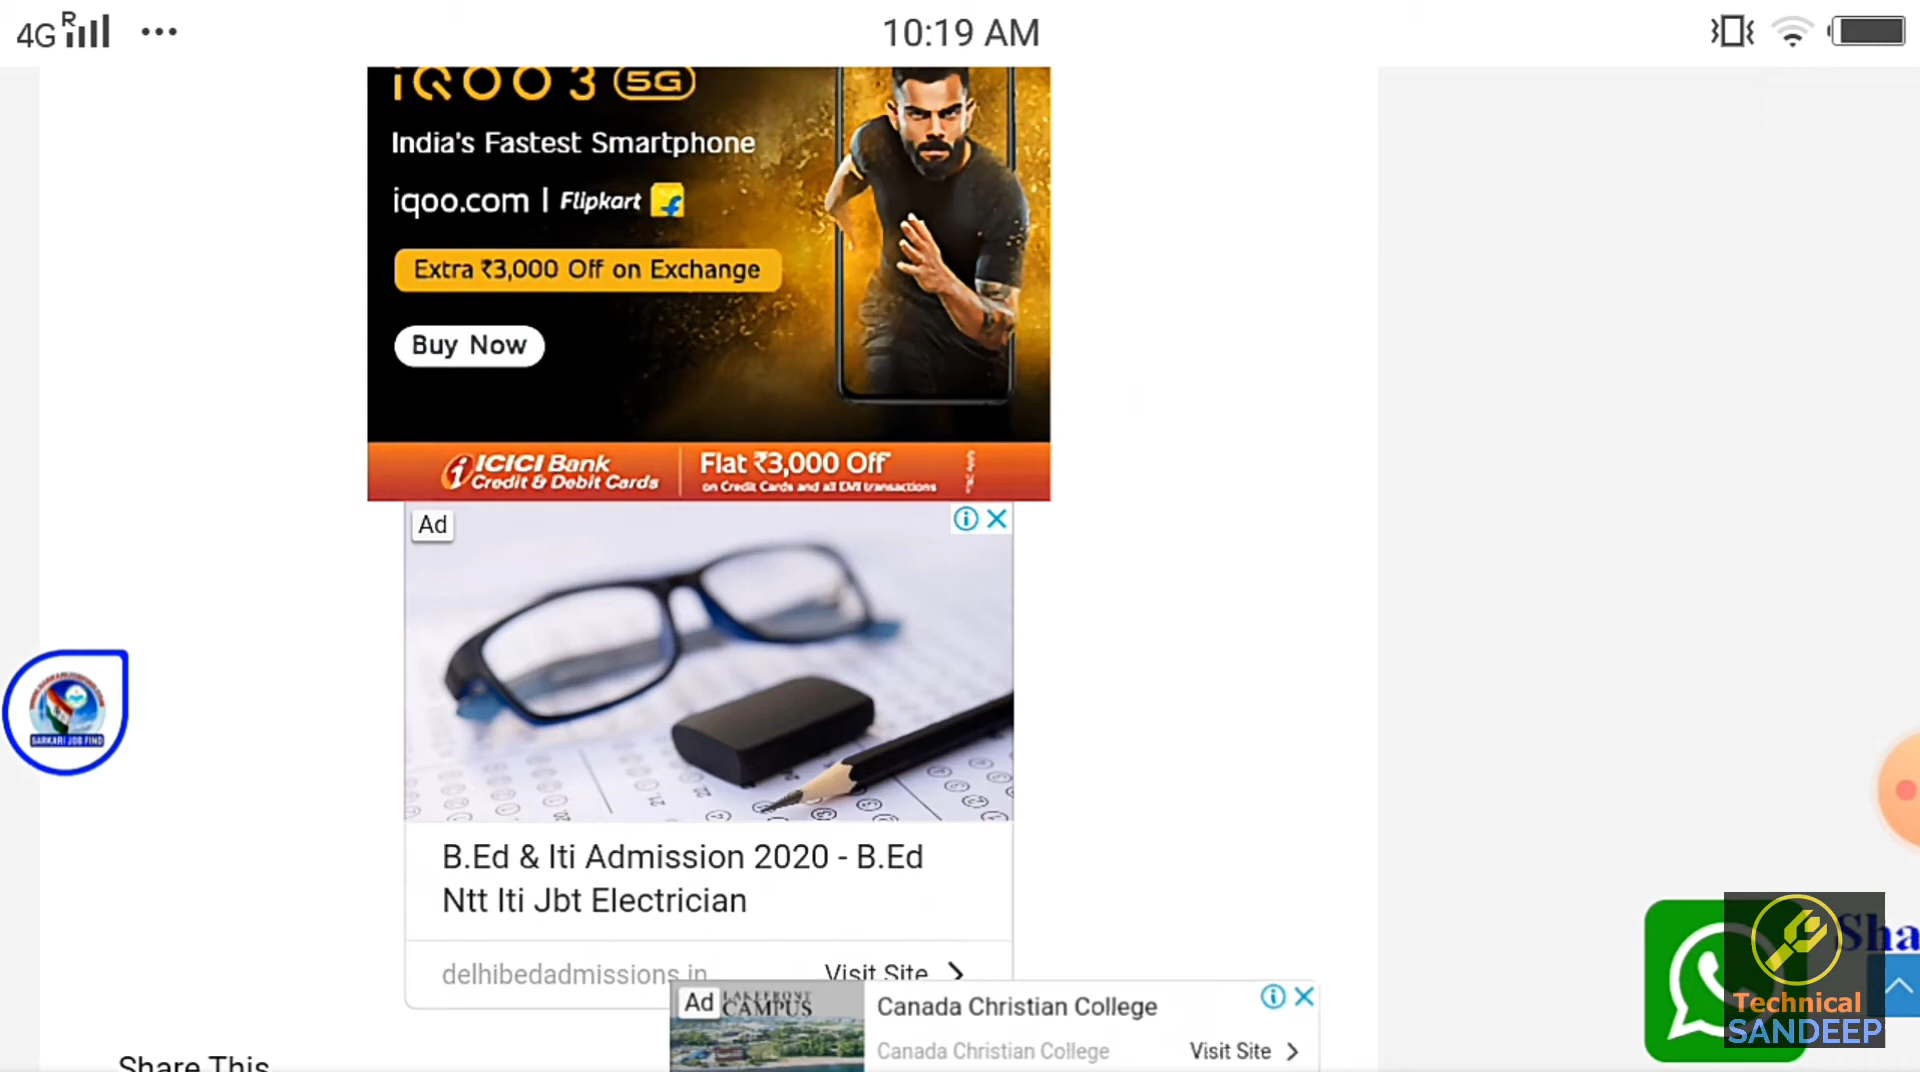 4G R
10:19 AM
iQOO 3 5G
India's Fastest Smartphone
iqoo.com | Flipkart
Extra ₹3,000 Off on Exchange
Buy Now
ICICI Bank
Credit & Debit Cards
Flat ₹3,000 Off*
on Credit Cards and all EMI transactions
Ad
B.Ed & Iti Admission 2020 - B.Ed
Ntt Iti Jbt Electrician
delhibedadmissions.in
Visit Site
SARKARI JOB FIND
Ad
LAKEFRONT
CAMPUS
Canada Christian College
Canada Christian College
Visit Site
Share This
Sha
Technical
SANDEEP